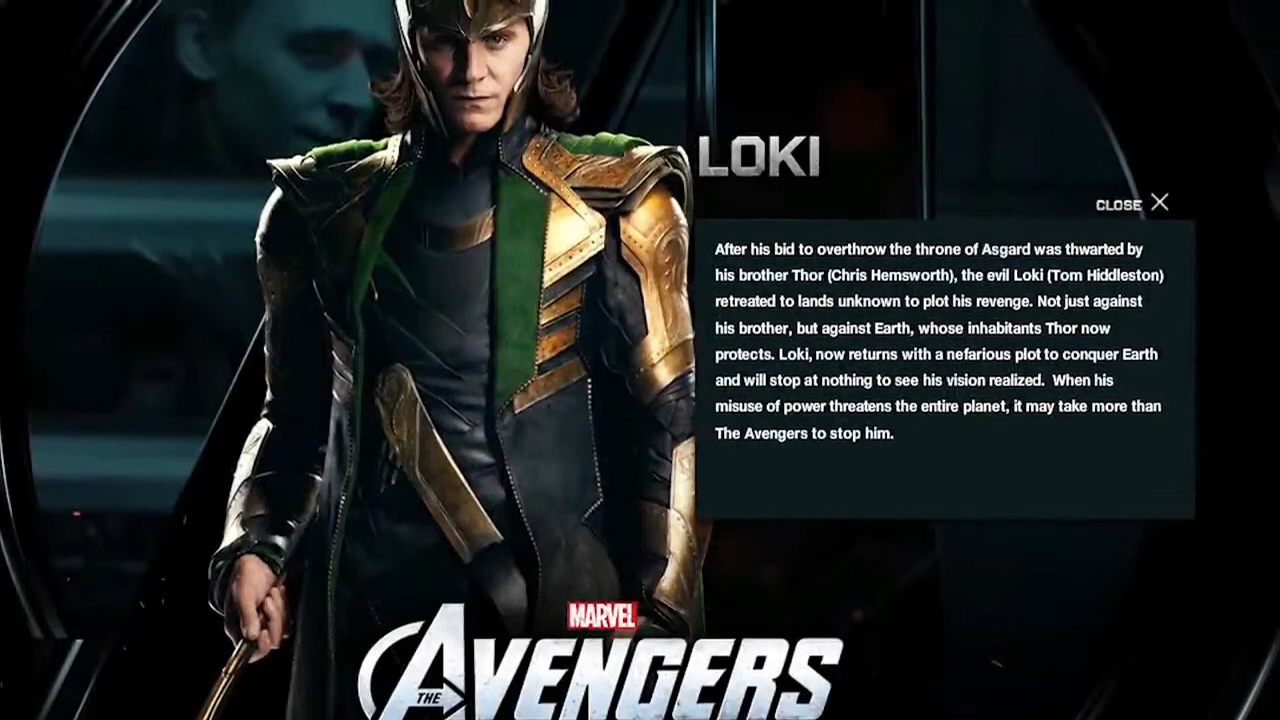 LOKI
CLOSE X
After his bid to overthrow the throne of Asgard was thwarted by
his brother Thor (Chris Hemsworth), the evil Loki (Tom Hiddleston)
retreated to lands unknown to plot his revenge. Not just against
his brother, but against Earth, whose inhabitants Thor now
protects. Loki, now returns with a nefarious plot to conquer Earth
and will stop at nothing to see his vision realized.  When his
misuse of power threatens the entire planet, it may take more than
The Avengers to stop him.
MARVEL
THE AVENGERS